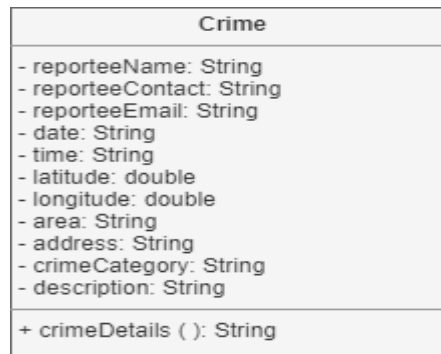 Crime
- reporteeName: String
- reporteeContact: String
- reporteeEmail: String
- date: String
- time: String
- latitude: double
- longitude: double
- area: String
- address: String
- crimeCategory: String
- description: String
+ crimeDetails ( ): String